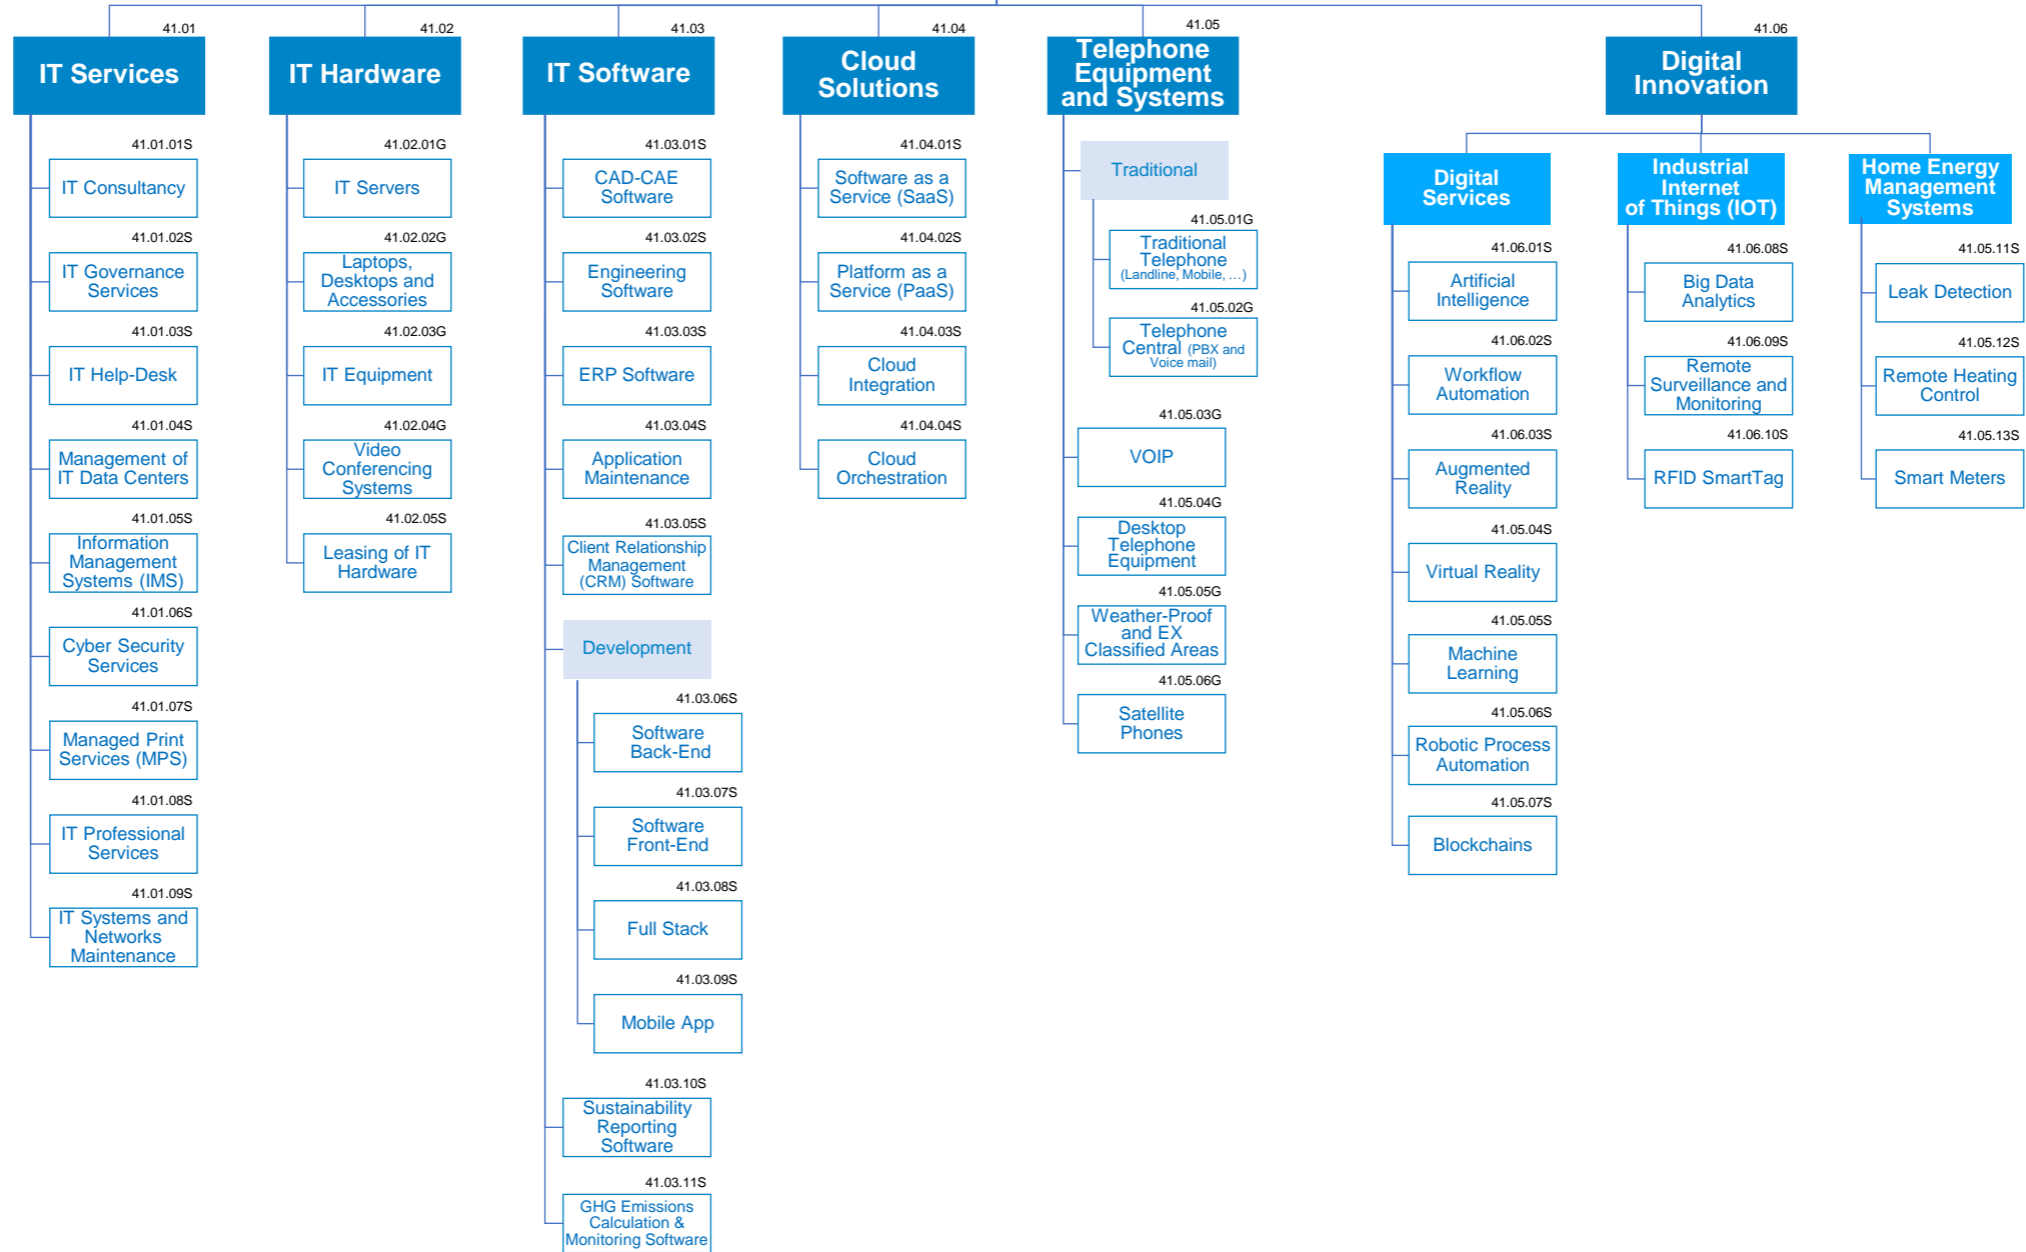 41.01
IT Services
41.01.01S
IT Consultancy
41.01.02S
IT Governance
Services
41.01.03S
IT Help-Desk
41.01.04S
Management of
IT Data Centers
41.01.05S
Information
Management
Systems (IMS)
41.01.06S
Cyber Security
Services
41.01.07S
Managed Print
Services (MPS)
41.01.08S
IT Professional
Services
41.01.09S
IT Systems and
Networks
Maintenance
41.02
IT Hardware
41.02.01G
IT Servers
41.02.02G
Laptops,
Desktops and
Accessories
41.02.03G
IT Equipment
41.02.04G
Video
Conferencing
Systems
41.02.05S
Leasing of IT
Hardware
41.03
IT Software
41.03.01S
CAD-CAE
Software
41.03.02S
Engineering
Software
41.03.03S
ERP Software
41.03.04S
Application
Maintenance
41.03.05S
Client Relationship
Management
(CRM) Software
Development
41.03.06S
Software
Back-End
41.03.07S
Software
Front-End
41.03.08S
Full Stack
41.03.09S
Mobile App
41.03.10S
Sustainability
Reporting
Software
41.03.11S
GHG Emissions
Calculation &
Monitoring Software
41.04
Cloud
Solutions
41.04.01S
Software as a
Service (SaaS)
41.04.02S
Platform as a
Service (PaaS)
41.04.03S
Cloud
Integration
41.04.04S
Cloud
Orchestration
41.05
Telephone
Equipment
and Systems
Traditional
41.05.01G
Traditional
Telephone
(Landline, Mobile, …)
41.05.02G
Telephone
Central (PBX and
Voice mail)
41.05.03G
VOIP
41.05.04G
Desktop
Telephone
Equipment
41.05.05G
Weather-Proof
and EX
Classified Areas
41.05.06G
Satellite
Phones
41.06
Digital
Innovation
Digital
Services
41.06.01S
Artificial
Intelligence
41.06.02S
Workflow
Automation
41.06.03S
Augmented
Reality
41.05.04S
Virtual Reality
41.05.05S
Machine
Learning
41.05.06S
Robotic Process
Automation
41.05.07S
Blockchains
Industrial
Internet
of Things (IOT)
41.06.08S
Big Data
Analytics
41.06.09S
Remote
Surveillance and
Monitoring
41.06.10S
RFID SmartTag
Home Energy
Management
Systems
41.05.11S
Leak Detection
41.05.12S
Remote Heating
Control
41.05.13S
Smart Meters